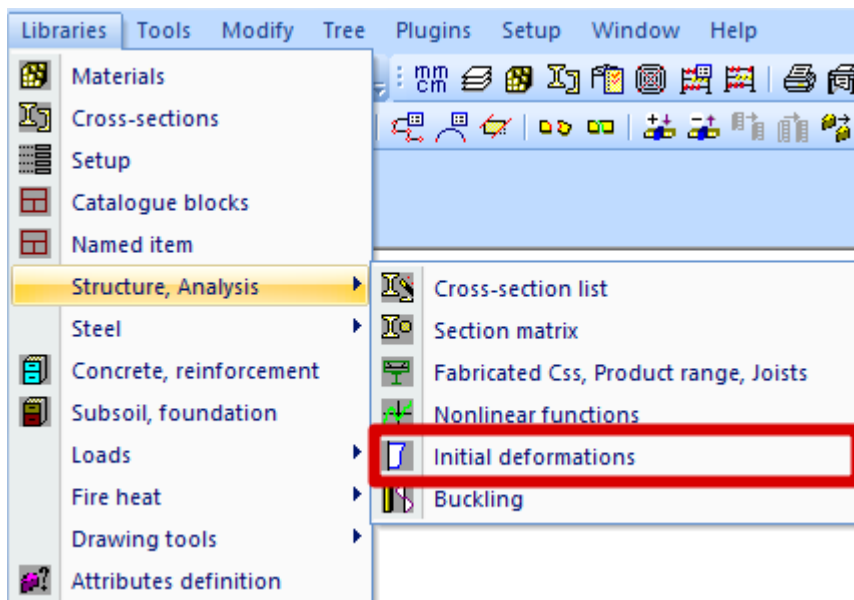 Libraries Tools Modify Tree Plugins Setup Window Help
mm
cm
Materials
Cross-sections
Setup
Catalogue blocks
Named item
Structure, Analysis
Steel
Concrete, reinforcement
Subsoil, foundation
Loads
Fire heat
Drawing tools
Attributes definition
Cross-section list
Section matrix
Fabricated Css, Product range, Joists
Nonlinear functions
Initial deformations
Buckling